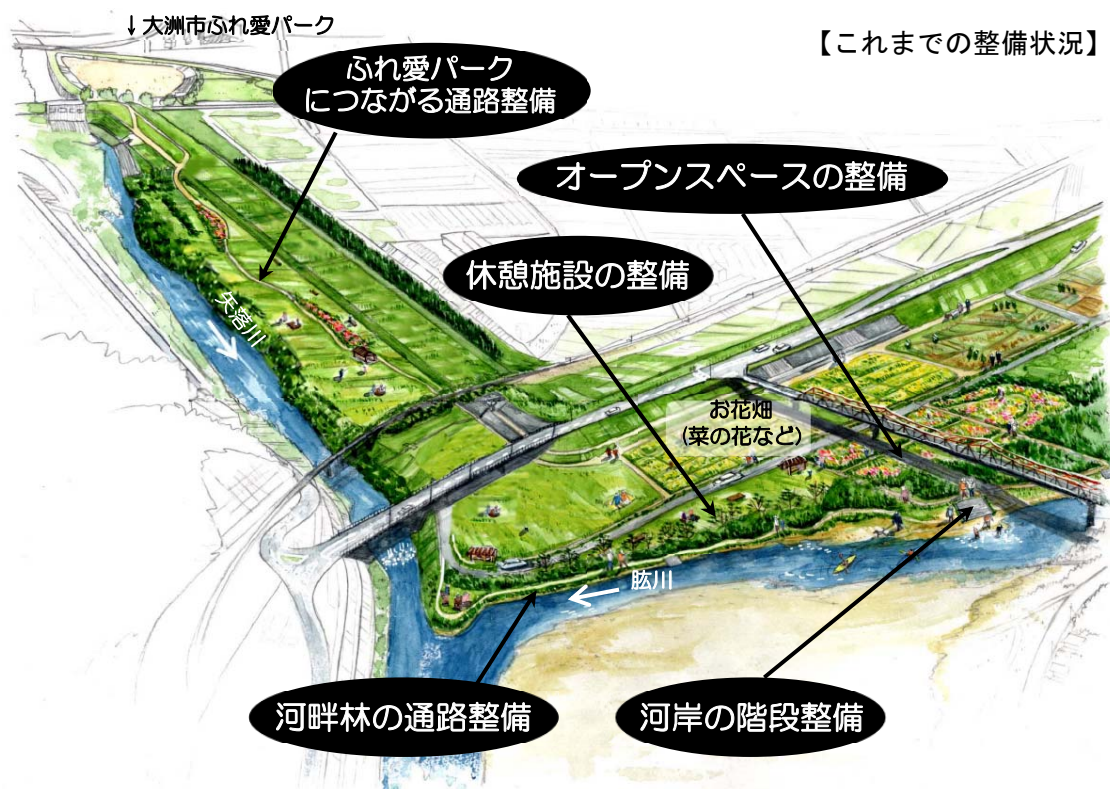 ↓大洲市ふれ愛パーク
【これまでの整備状況】
ふれ愛パーク
につながる通路整備
オープンスペースの整備
休憩施設の整備
矢落川
お花畑
(菜の花など)
肱川
河畔林の通路整備
河岸の階段整備